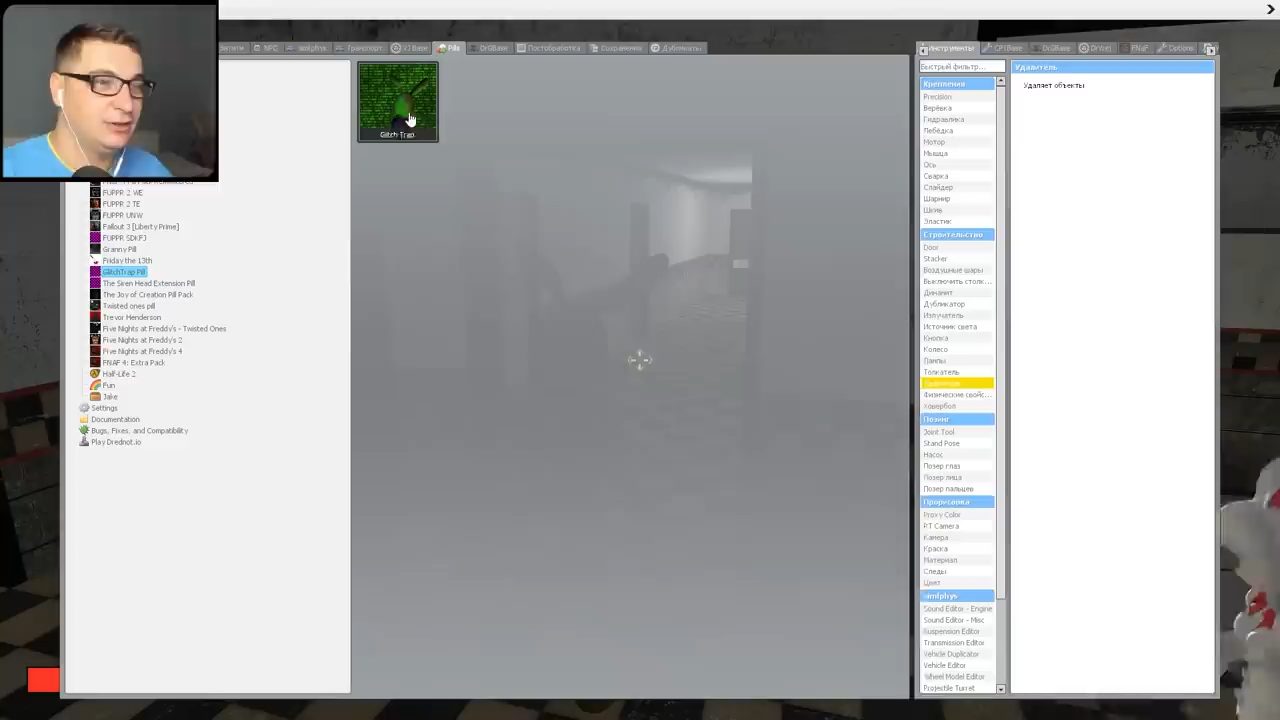 NPC
simfphys
Транспорт
VJ Base
Pills
DrGBase
Постобработка
Сохранения
Дубликаты
Glitch Trap
FUPPR 2 WE
FUPPR 2 TE
FUPPR UNW
Fallout 3 [Liberty Prime]
FUPPR SDKFJ
Granny Pill
Friday the 13th
GlitchTrap Pill
The Siren Head Extension Pill
The Joy of Creation Pill Pack
Twisted ones pill
Trevor Henderson
Five Nights at Freddy's - Twisted Ones
Five Nights at Freddy's 2
Five Nights at Freddy's 4
FNAF 4: Extra Pack
Half-Life 2
Fun
Jake
Settings
Documentation
Bugs, Fixes, and Compatibility
Play Drednot.io
Инструменты
CPTBase
DrGBase
FNaF
Options
Быстрый фильтр...
Крепления
Precision
Верёвка
Гидравлика
Лебёдка
Мотор
Мышца
Ось
Сварка
Слайдер
Шарнир
Шкив
Эластик
Строительство
Door
Stacker
Воздушные шары
Выключить столк...
Динамит
Дубликатор
Излучатель
Источник света
Кнопка
Колесо
Лампы
Толкатель
Удалитель
Физические свойс...
Ховербол
Позинг
Joint Tool
Stand Pose
Насос
Позер глаз
Позер лица
Позер пальцев
Прорисовка
Proxy Color
RT Camera
Камера
Краска
Материал
Следы
Цвет
simfphys
Sound Editor - Engine
Sound Editor - Misc
Suspension Editor
Transmission Editor
Vehicle Duplicator
Vehicle Editor
Wheel Model Editor
Projectile Turret
Удалитель
Удаляет объекты